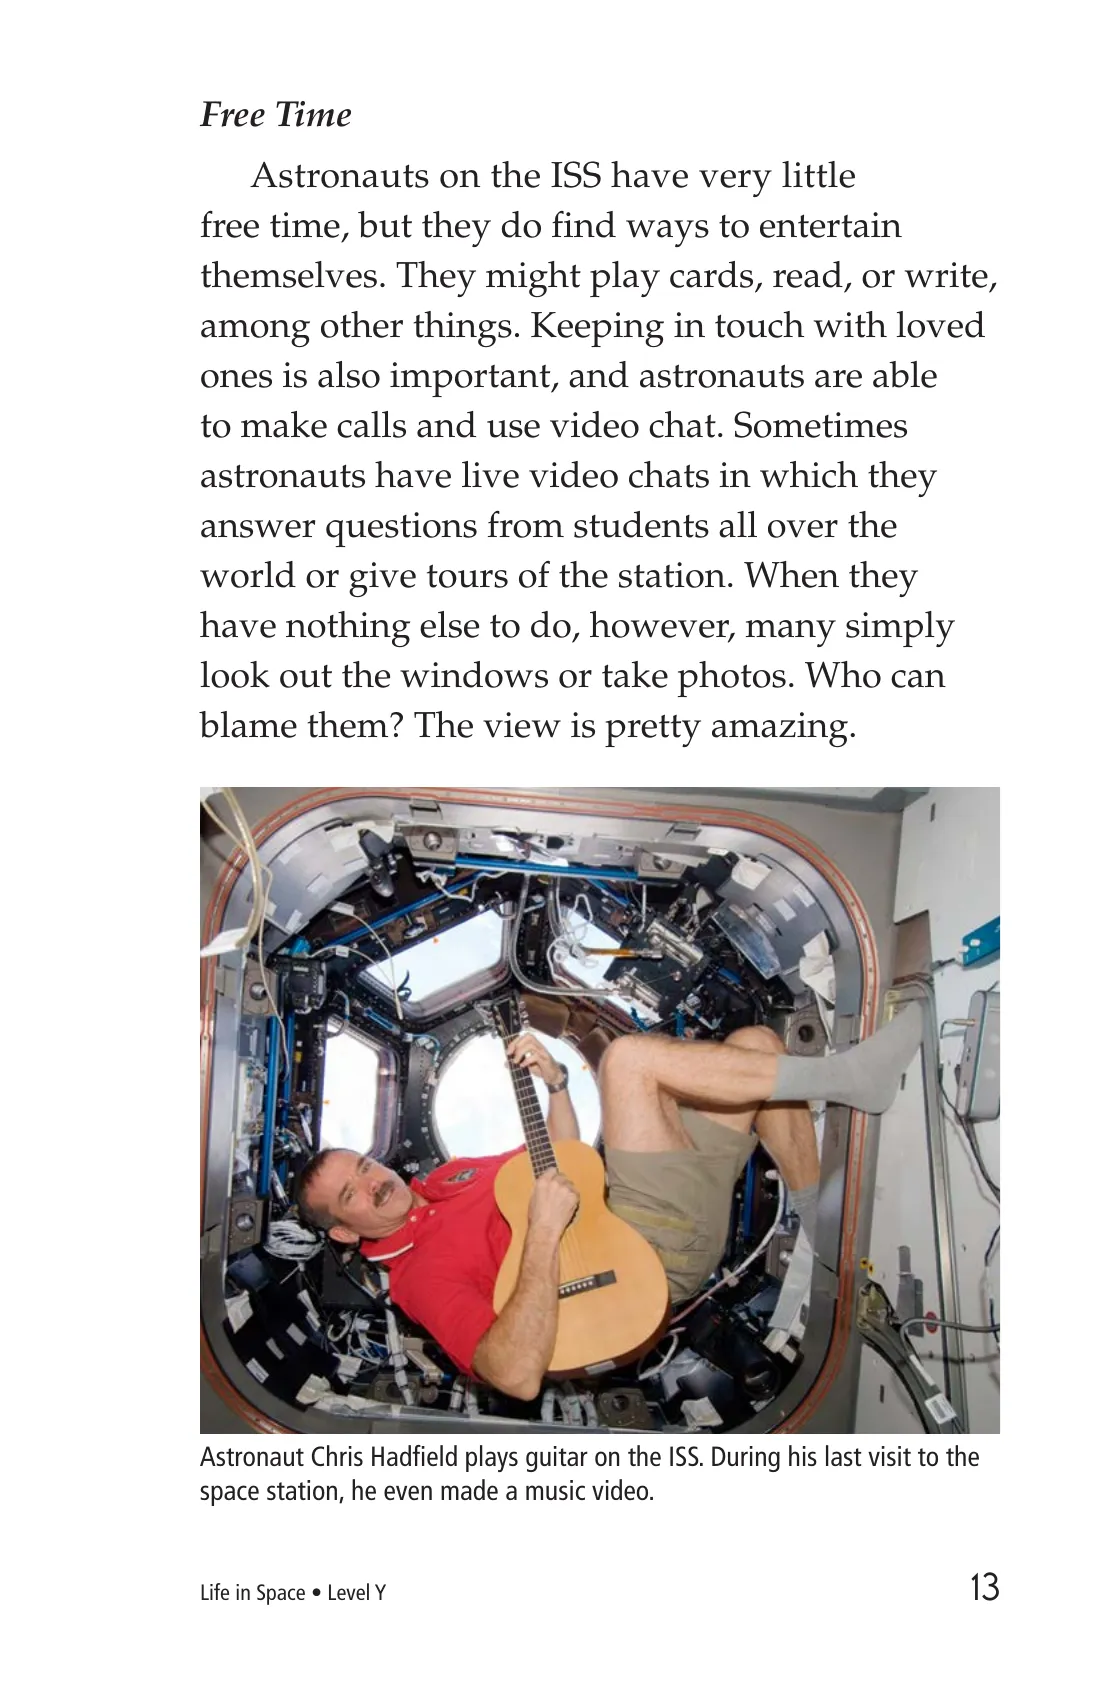 Free Time
Astronauts on the ISS have very little
free time, but they do find ways to entertain
themselves. They might play cards, read, or write,
among other things. Keeping in touch with loved
ones is also important, and astronauts are able
to make calls and use video chat. Sometimes
astronauts have live video chats in which they
answer questions from students all over the
world or give tours of the station. When they
have nothing else to do, however, many simply
look out the windows or take photos. Who can
blame them? The view is pretty amazing.
Astronaut Chris Hadfield plays guitar on the ISS. During his last visit to the
space station, he even made a music video.
Life in Space • Level Y
13